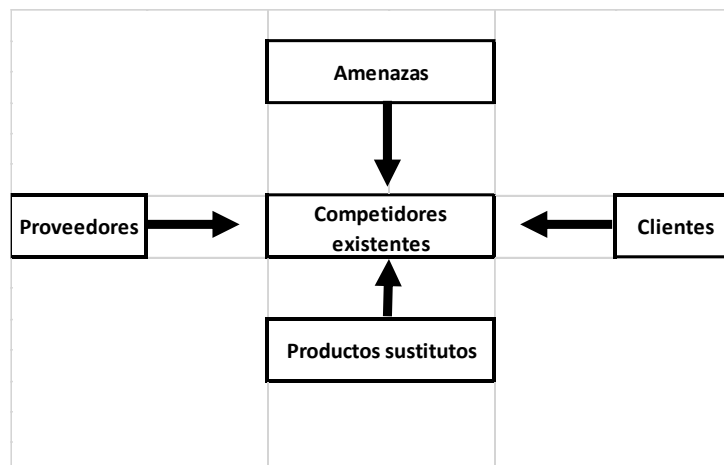 Amenazas
Proveedores
Competidores
existentes
Clientes
Productos sustitutos